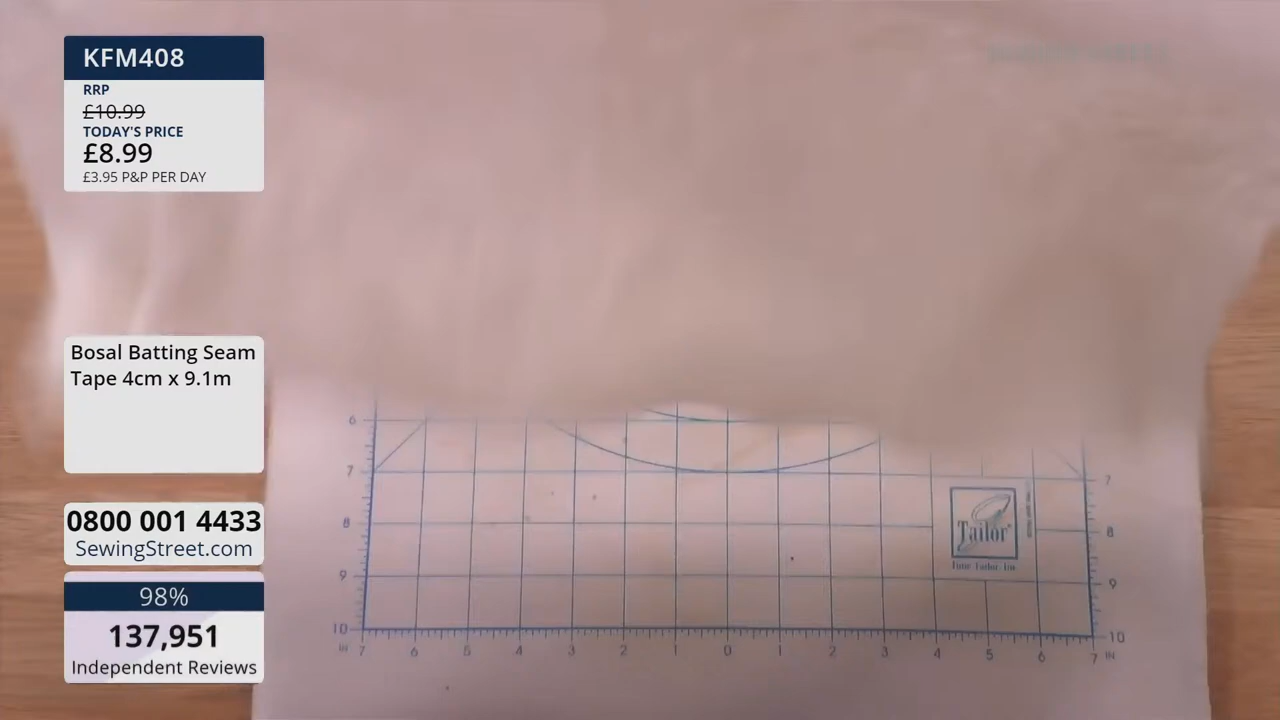 KFM408
RRP
£10.99
TODAY'S PRICE
£8.99
£3.95 P&P PER DAY
Bosal Batting Seam
Tape 4cm x 9.1m
0800 001 4433
SewingStreet.com
98%
137,951
Independent Reviews
6
7
7
8
8
9
9
10
10
IN 7 6 5 4 3 2 1 0 1 2 3 4 5 6 7 IN
Tailor